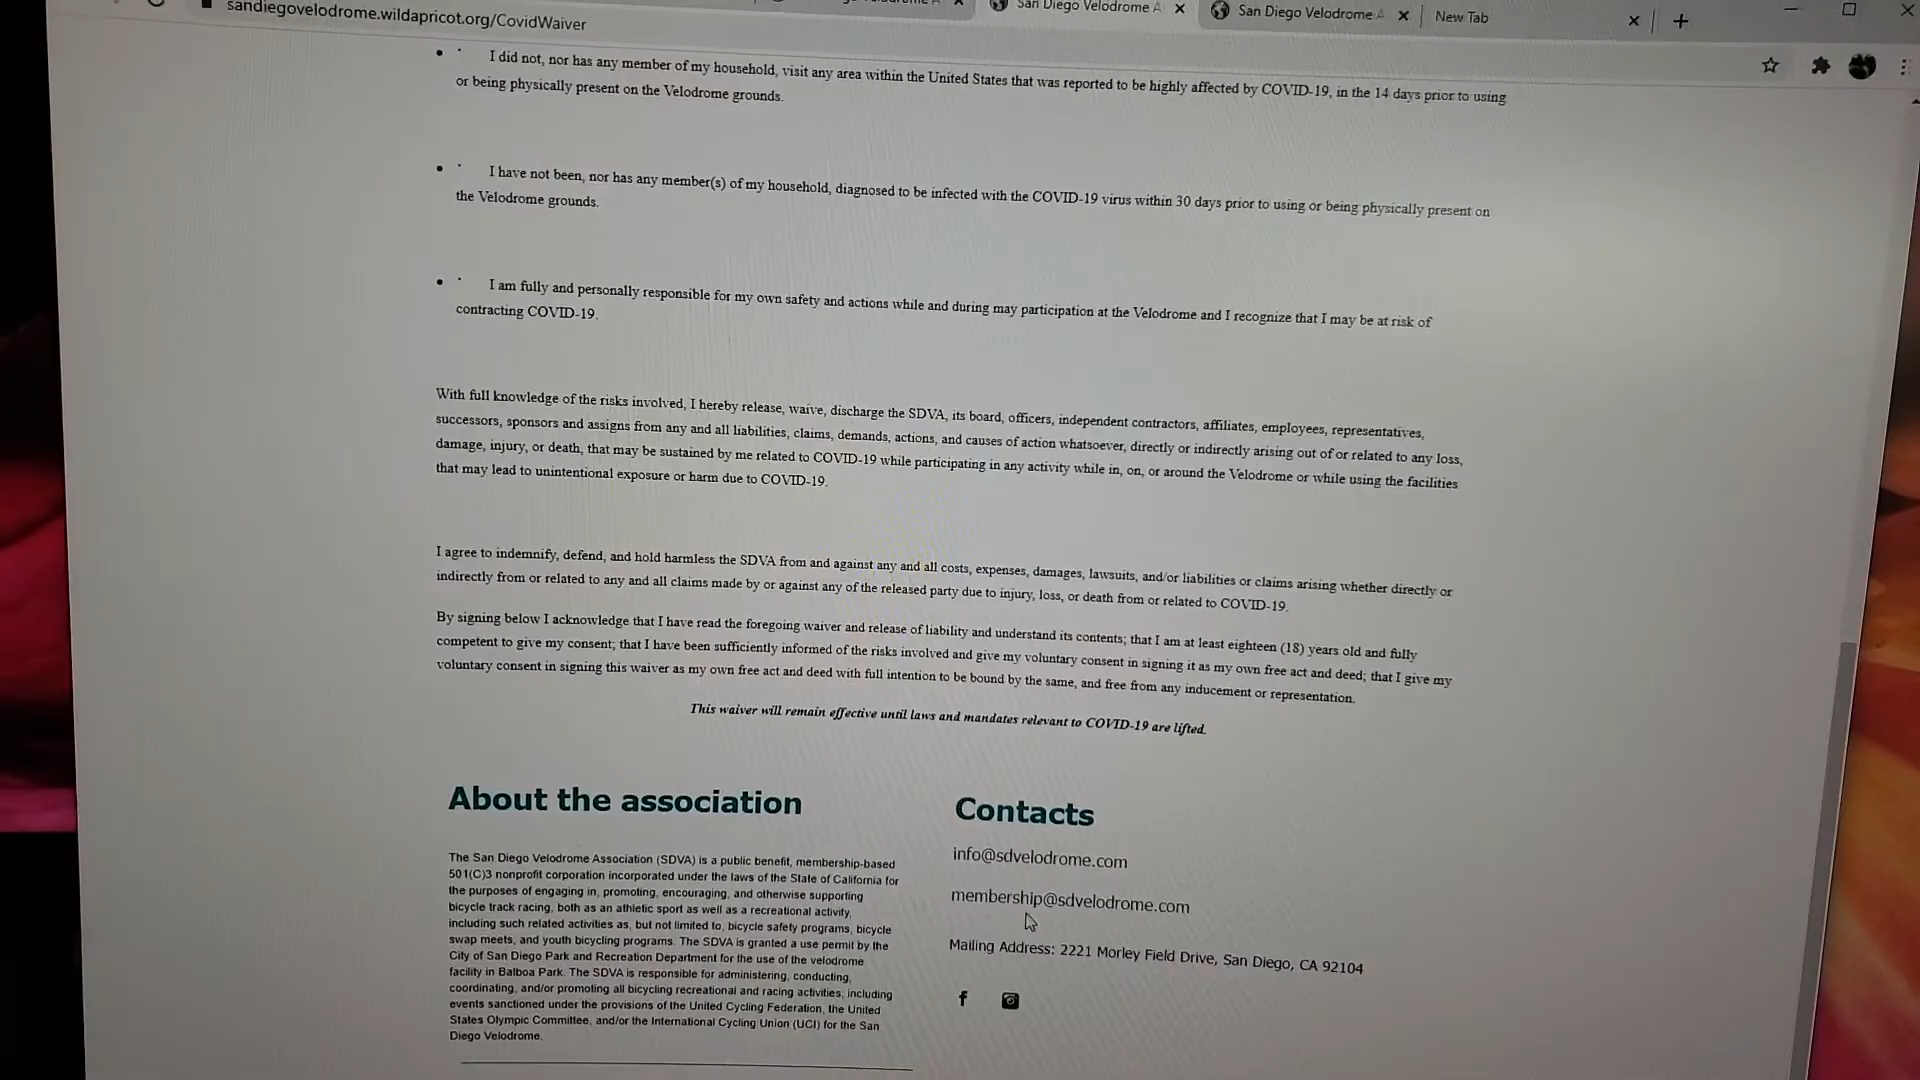 sandiegovelodrome.wildapricot.org/CovidWaiver
San Diego Velodrome A
San Diego Velodrome A
New Tab
I did not, nor has any member of my household, visit any area within the United States that was reported to be highly affected by COVID-19, in the 14 days prior to using
or being physically present on the Velodrome grounds.
I have not been, nor has any member(s) of my household, diagnosed to be infected with the COVID-19 virus within 30 days prior to using or being physically present on
the Velodrome grounds.
I am fully and personally responsible for my own safety and actions while and during may participation at the Velodrome and I recognize that I may be at risk of
contracting COVID-19.
With full knowledge of the risks involved, I hereby release, waive, discharge the SDVA, its board, officers, independent contractors, affiliates, employees, representatives,
successors, sponsors and assigns from any and all liabilities, claims, demands, actions, and causes of action whatsoever, directly or indirectly arising out of or related to any loss,
damage, injury, or death, that may be sustained by me related to COVID-19 while participating in any activity while in, on, or around the Velodrome or while using the facilities
that may lead to unintentional exposure or harm due to COVID-19.
I agree to indemnify, defend, and hold harmless the SDVA from and against any and all costs, expenses, damages, lawsuits, and/or liabilities or claims arising whether directly or
indirectly from or related to any and all claims made by or against any of the released party due to injury, loss, or death from or related to COVID-19.
By signing below I acknowledge that I have read the foregoing waiver and release of liability and understand its contents; that I am at least eighteen (18) years old and fully
competent to give my consent; that I have been sufficiently informed of the risks involved and give my voluntary consent in signing it as my own free act and deed; that I give my
voluntary consent in signing this waiver as my own free act and deed with full intention to be bound by the same, and free from any inducement or representation.
This waiver will remain effective until laws and mandates relevant to COVID-19 are lifted.
About the association
The San Diego Velodrome Association (SDVA) is a public benefit, membership-based
501(C)3 nonprofit corporation incorporated under the laws of the State of California for
the purposes of engaging in, promoting, encouraging, and otherwise supporting
bicycle track racing, both as an athletic sport as well as a recreational activity,
including such related activities as, but not limited to, bicycle safety programs, bicycle
swap meets, and youth bicycling programs. The SDVA is granted a use permit by the
City of San Diego Park and Recreation Department for the use of the velodrome
facility in Balboa Park. The SDVA is responsible for administering, conducting,
coordinating, and/or promoting all bicycling recreational and racing activities, including
events sanctioned under the provisions of the United Cycling Federation, the United
States Olympic Committee, and/or the International Cycling Union (UCI) for the San
Diego Velodrome.
Contacts
info@sdvelodrome.com
membership@sdvelodrome.com
Mailing Address: 2221 Morley Field Drive, San Diego, CA 92104